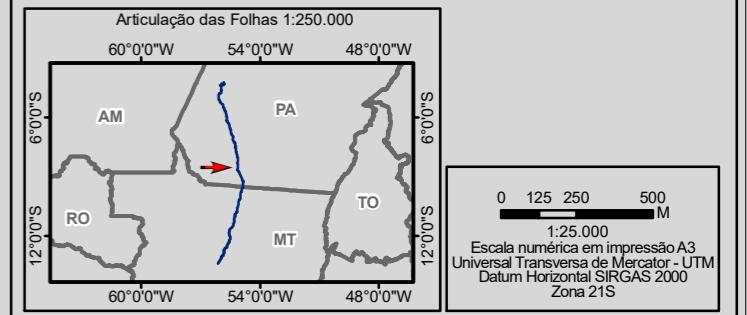 Articulação das Folhas 1:250.000
60°0'0"W 54°0'0"W 48°0'0"W
6°0'0"S
6°0'0"S
AM
PA
RO
TO
MT
12°0'0"S
12°0'0"S
60°0'0"W 54°0'0"W 48°0'0"W
0 125 250 500
M
1:25.000
Escala numérica em impressão A3
Universal Transversa de Mercator - UTM
Datum Horizontal SIRGAS 2000
Zona 21S